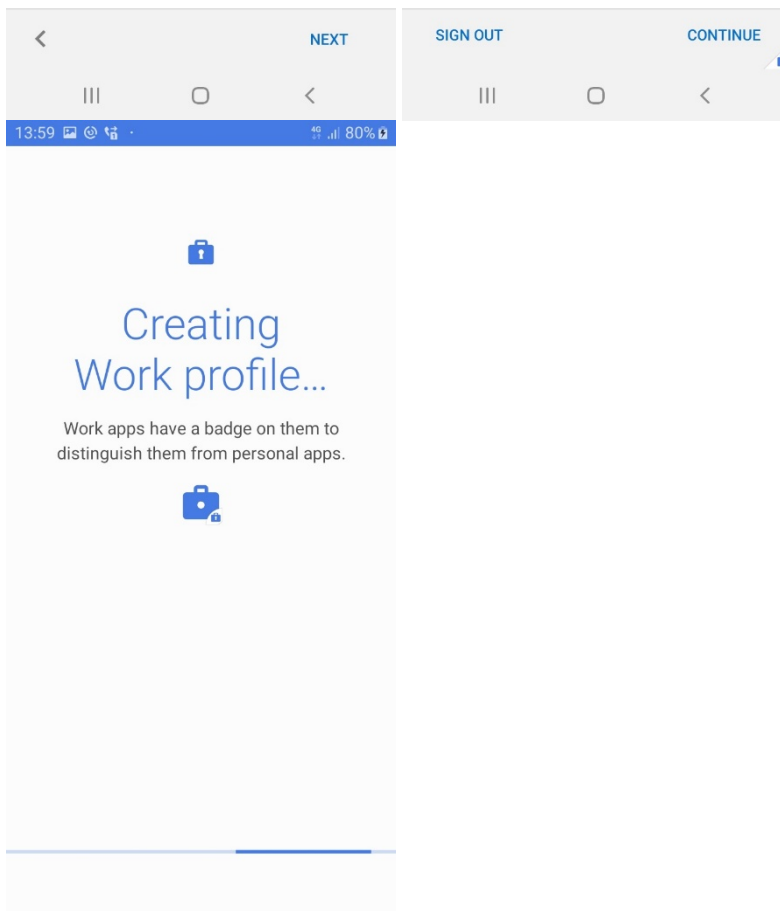 NEXT
SIGN OUT
CONTINUE
13:59
4G
80%
Creating
Work profile...
Work apps have a badge on them to
distinguish them from personal apps.